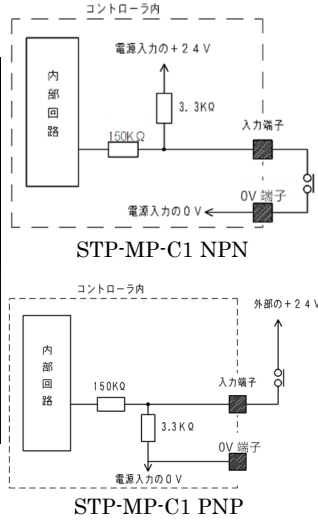 コントローラ内
電源入力の+24V
内部回路
3.3KΩ
150KΩ
入力端子
0V 端子
電源入力の0V
STP-MP-C1 NPN
コントローラ内
外部の+24V
内部回路
150KΩ
入力端子
3.3KΩ
0V 端子
電源入力の0V
STP-MP-C1 PNP